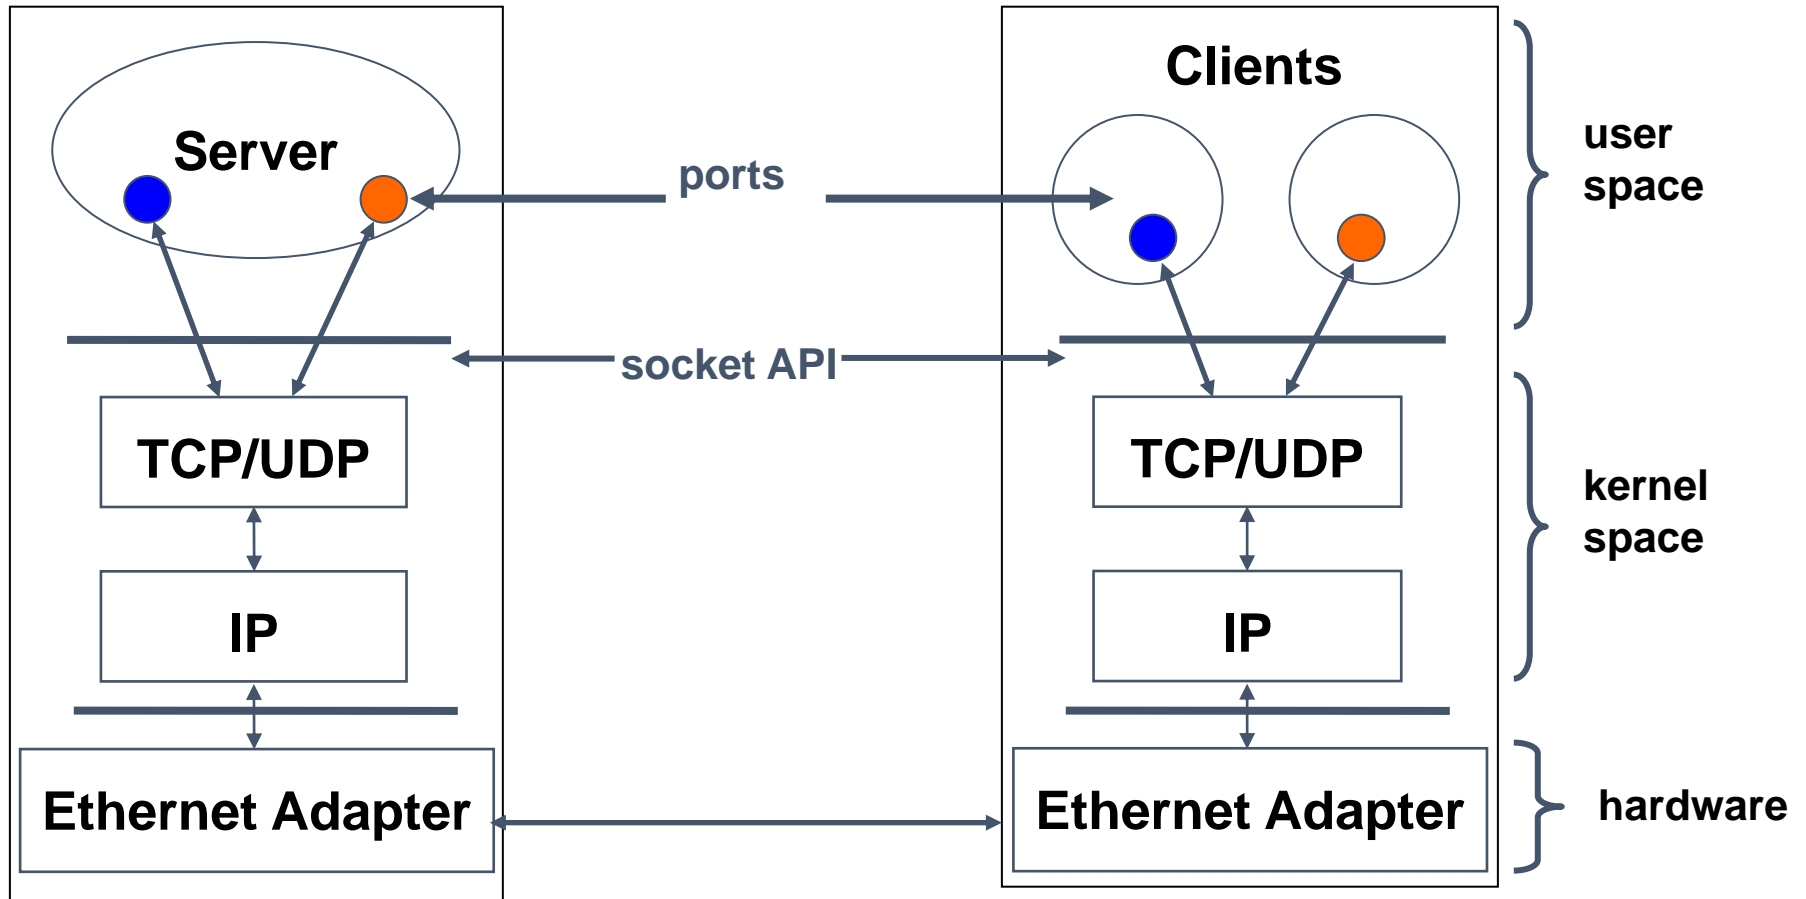 Server
ports
Clients
user
space
socket API
TCP/UDP
TCP/UDP
kernel
space
IP
IP
Ethernet Adapter
Ethernet Adapter
hardware